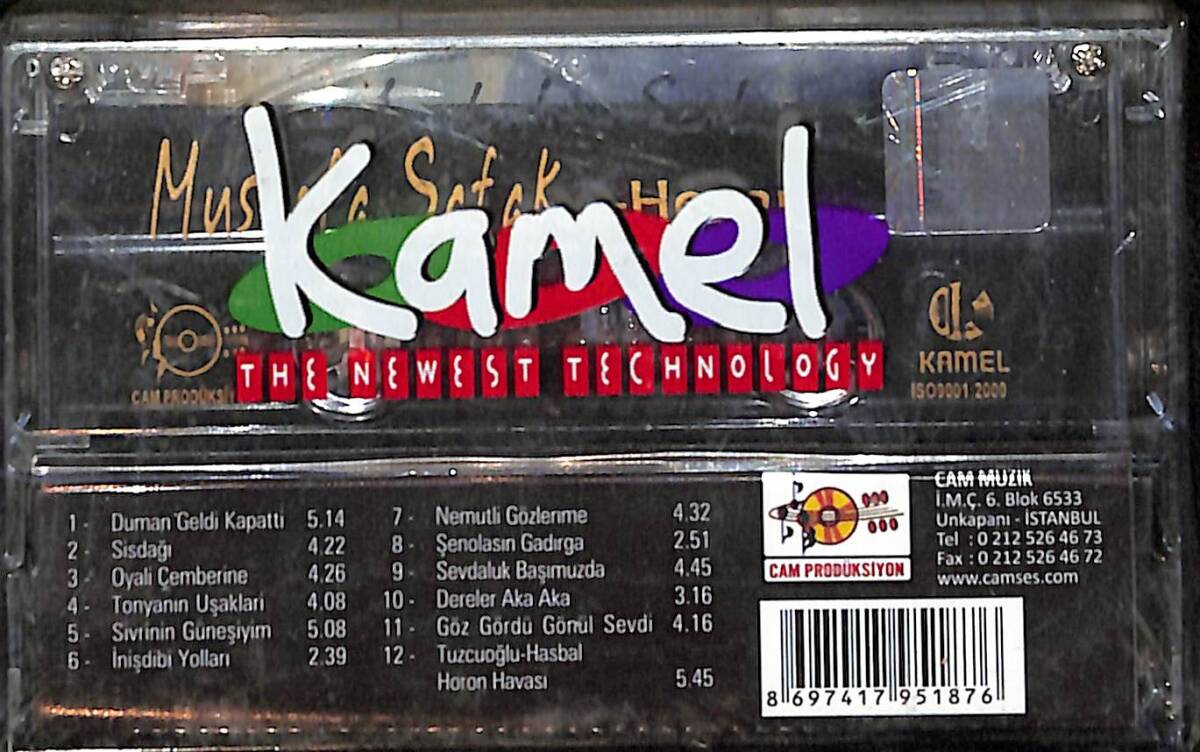 Kamel
THE NEWEST TECHNOLOGY
KAMEL
ISO9001 2000
1 - Duman Geldi Kapatti 5.14
2 - Sisdağı 4.22
3 - Oyali Çemberine 4.26
4 - Tonyanın Uşaklari 4.08
5 - Sivrinin Güneşiyim 5.08
6 - İnişdibi Yolları 2.39
7 - Nemutli Gözlerime 4.32
8 - Şenolasın Gadırga 2.51
9 - Sevdaluk Başımuzda 4.45
10 - Dereler Aka Aka 3.16
11 - Göz Gördü Gönül Sevdi 4.16
12 - Tuzcuoğlu-Hasbal
Horon Havası 5.45
CAM PRODÜKSİYON
CAM MUZİK
İ.M.Ç. 6. Blok 6533
Unkapanı - İSTANBUL
Tel : 0 212 526 46 73
Fax : 0 212 526 46 72
www.camses.com
8 697417 951876